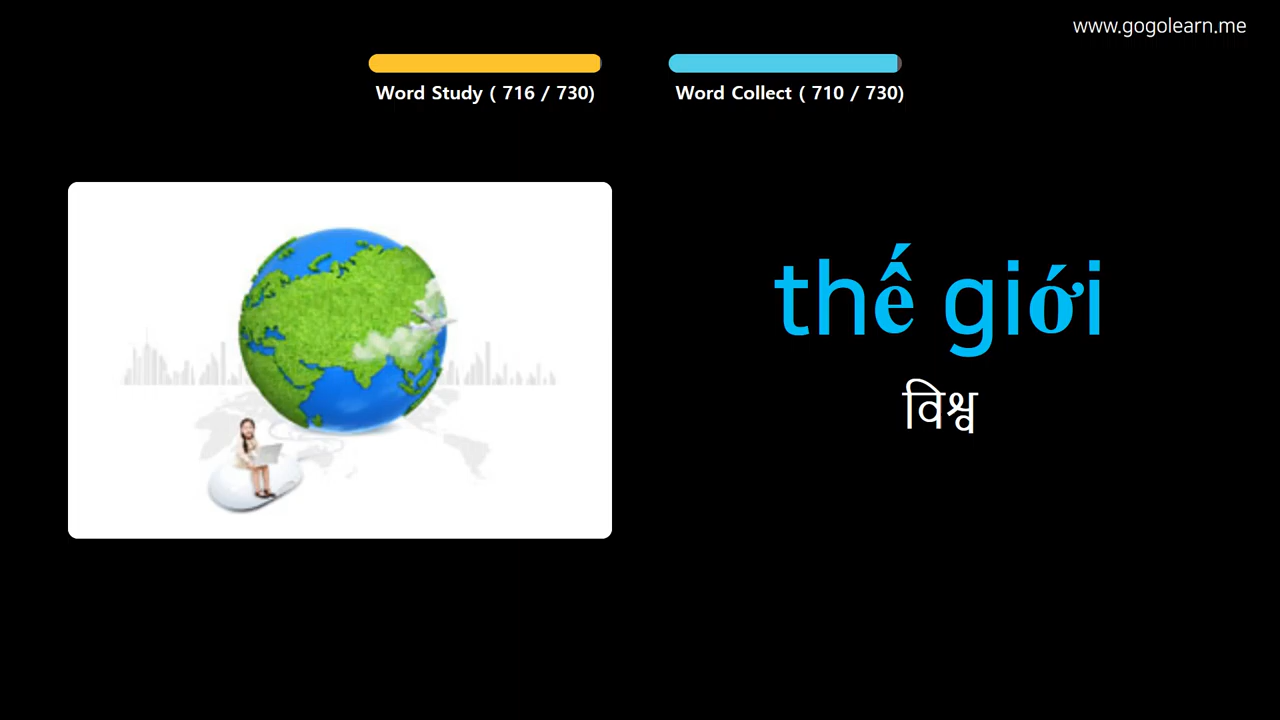 www.gogolearn.me
Word Study ( 716 / 730)
Word Collect ( 710 / 730)
thế giới
विश्व